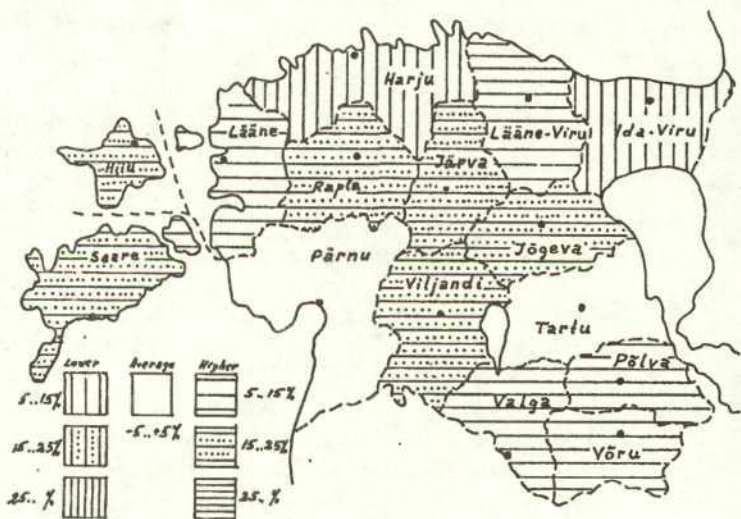 Harju
Lääne
Lääne-Viru
Ida-Viru
Hiiu
Järva
Rapla
Saare
Pärnu
Jõgeva
Viljandi
Tartu
Põlva
Valga
Võru
Lower Average Higher
5..15% -5..+5% 5..15%
15..25% 15..25%
25.. % 25.. %